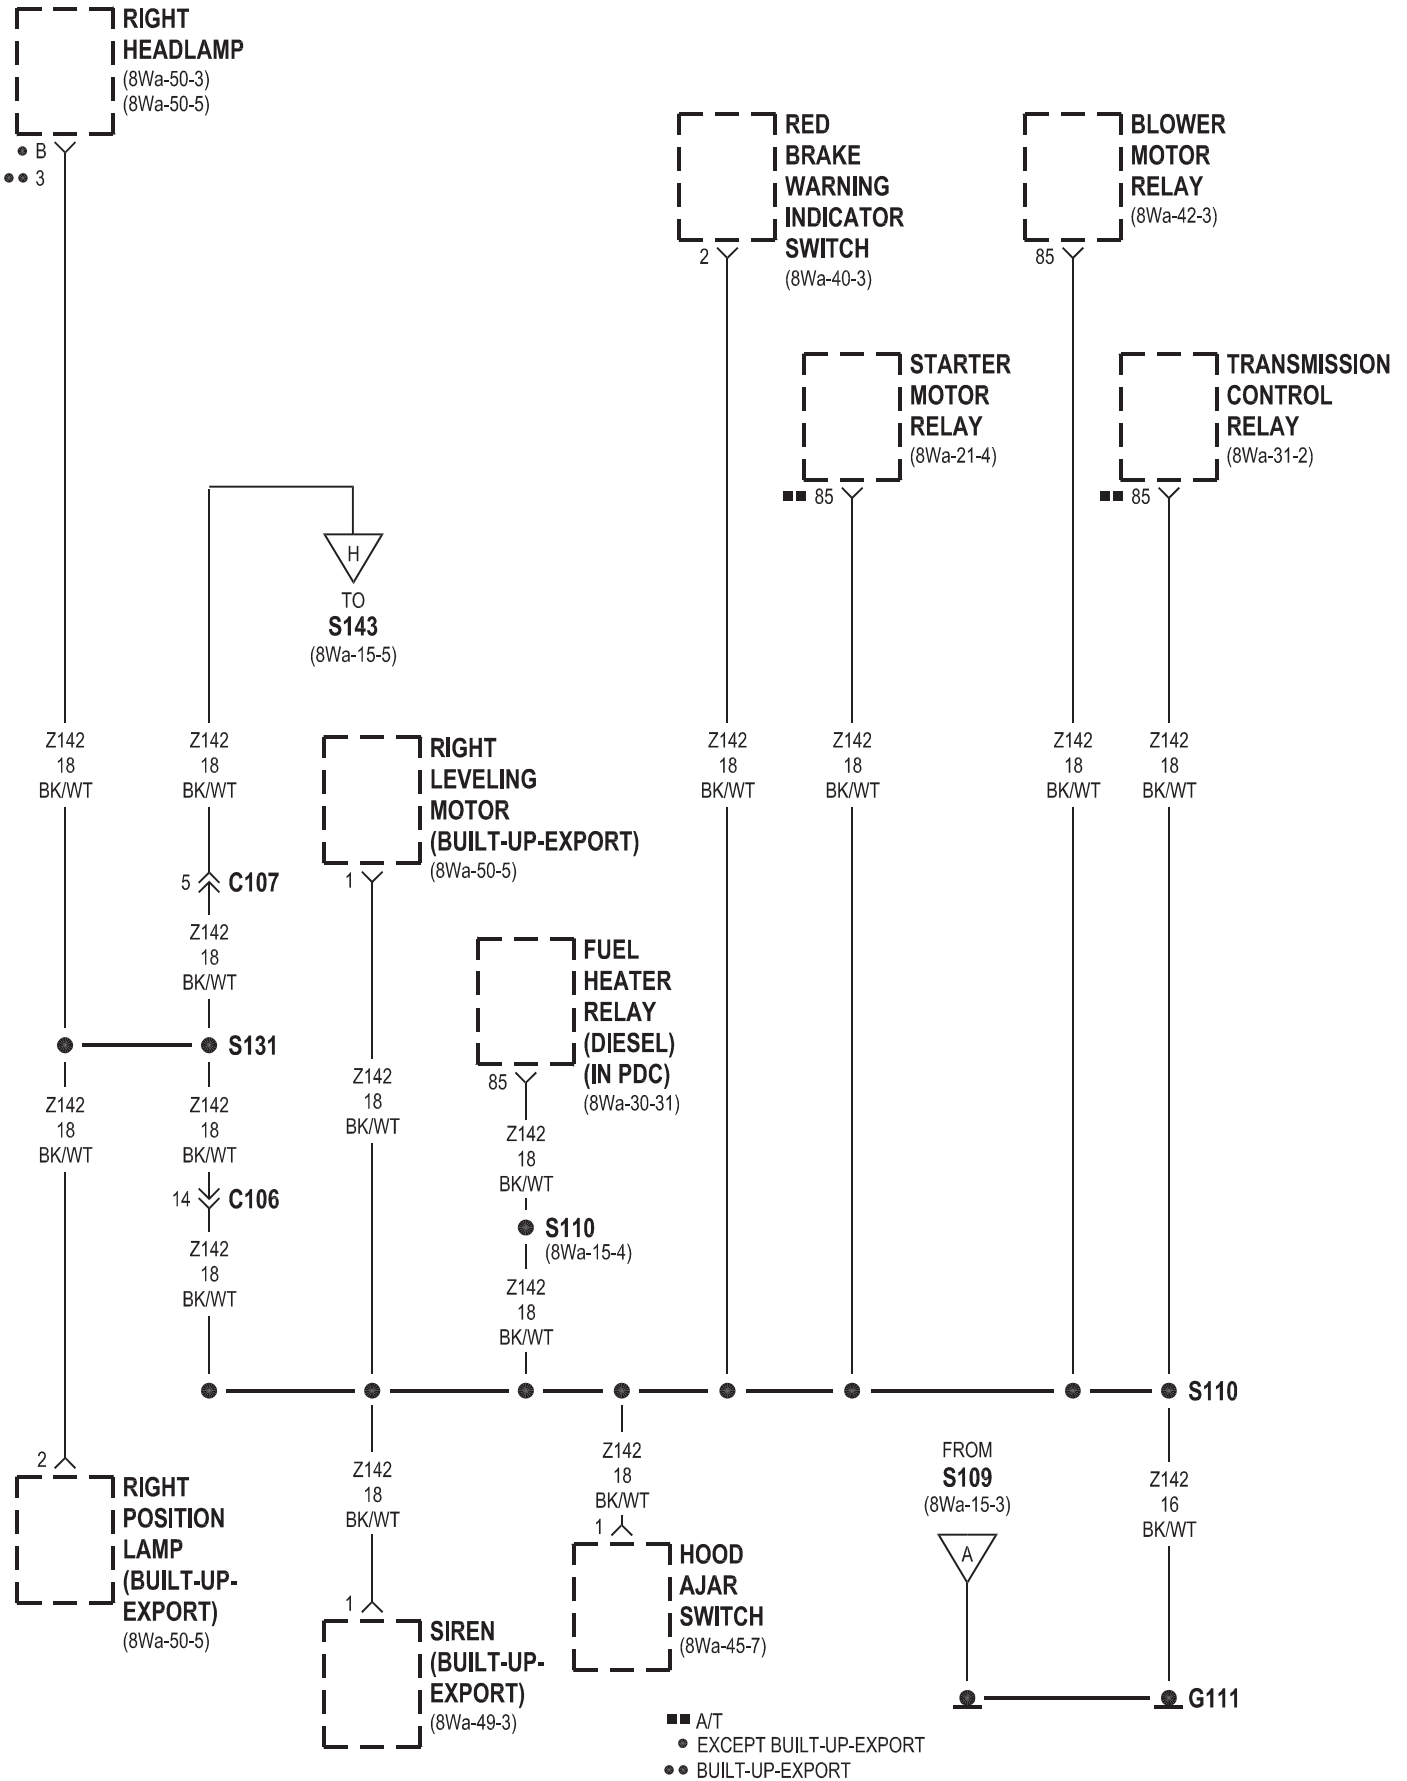 RIGHT
HEADLAMP
(8Wa-50-3)
(8Wa-50-5)
B
3
RED
BRAKE
WARNING
INDICATOR
SWITCH
(8Wa-40-3)
2
BLOWER
MOTOR
RELAY
(8Wa-42-3)
85
STARTER
MOTOR
RELAY
(8Wa-21-4)
85
TRANSMISSION
CONTROL
RELAY
(8Wa-31-2)
85
H
TO
S143
(8Wa-15-5)
Z142
18
BK/WT
Z142
18
BK/WT
RIGHT
LEVELING
MOTOR
(BUILT-UP-EXPORT)
(8Wa-50-5)
1
Z142
18
BK/WT
Z142
18
BK/WT
Z142
18
BK/WT
Z142
18
BK/WT
5
C107
Z142
18
BK/WT
FUEL
HEATER
RELAY
(DIESEL)
(IN PDC)
(8Wa-30-31)
85
S131
Z142
18
BK/WT
Z142
18
BK/WT
Z142
18
BK/WT
Z142
18
BK/WT
14
C106
S110
(8Wa-15-4)
Z142
18
BK/WT
Z142
18
BK/WT
S110
2
RIGHT
POSITION
LAMP
(BUILT-UP-
EXPORT)
(8Wa-50-5)
Z142
18
BK/WT
1
SIREN
(BUILT-UP-
EXPORT)
(8Wa-49-3)
Z142
18
BK/WT
1
HOOD
AJAR
SWITCH
(8Wa-45-7)
FROM
S109
(8Wa-15-3)
A
Z142
16
BK/WT
G111
A/T
EXCEPT BUILT-UP-EXPORT
BUILT-UP-EXPORT